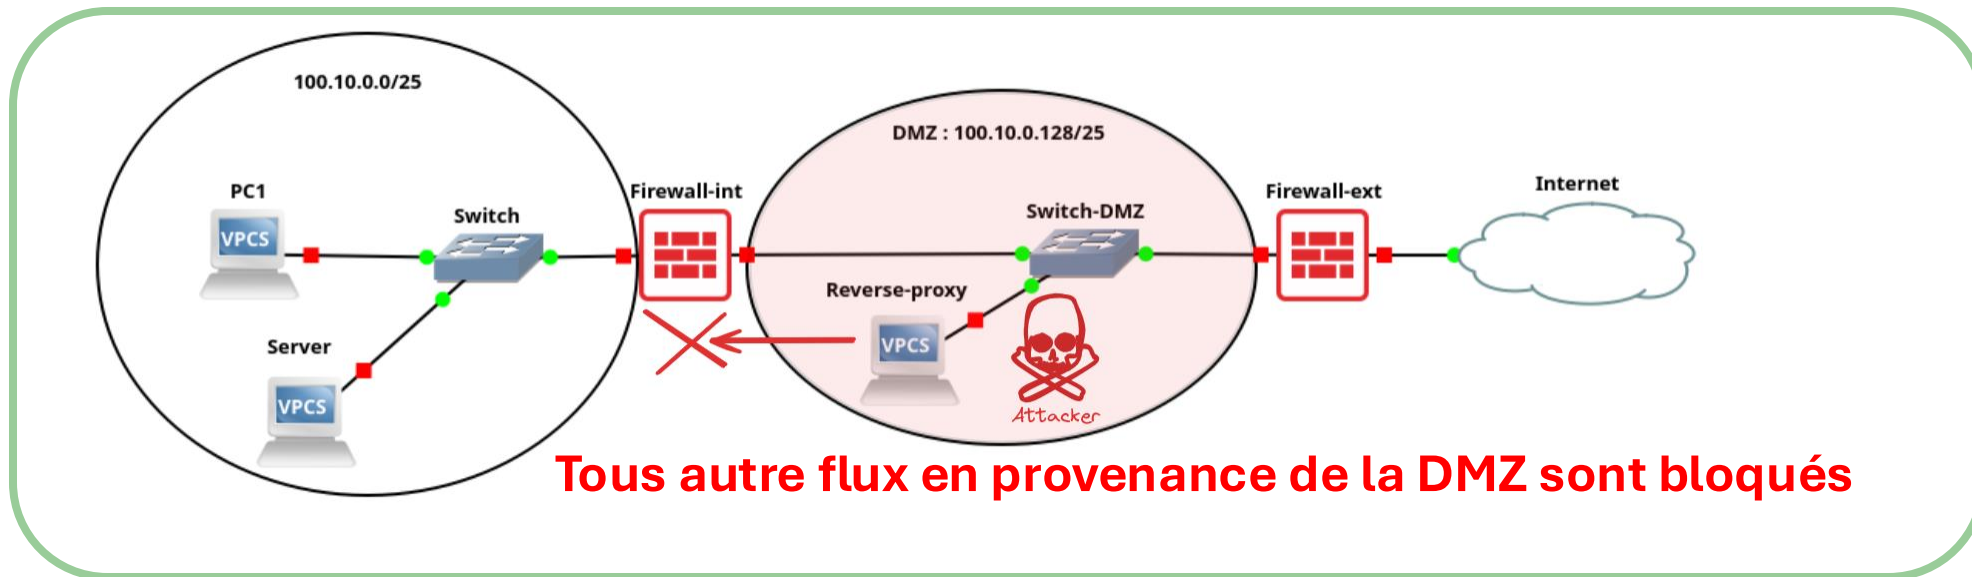 100.10.0.0/25
DMZ : 100.10.0.128/25
PC1
Switch
Firewall-int
Switch-DMZ
Firewall-ext
Internet
VPCS
Reverse-proxy
Server
VPCS
VPCS
Attacker
Tous autre flux en provenance de la DMZ sont bloqués